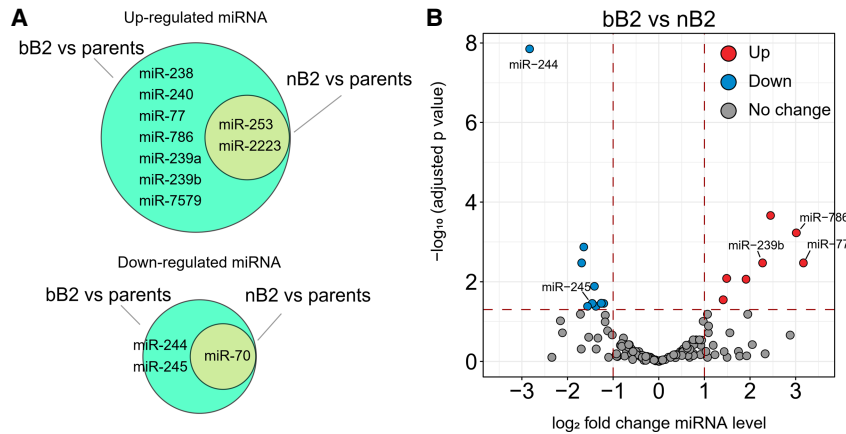 A
Up-regulated miRNA
bB2 vs parents
nB2 vs parents
miR-238
miR-240
miR-77
miR-786
miR-239a
miR-239b
miR-7579
miR-253
miR-2223
Down-regulated miRNA
bB2 vs parents
nB2 vs parents
miR-244
miR-245
miR-70
B
bB2 vs nB2
−log₁₀ (adjusted p value)
8
6
4
2
0
Up
Down
No change
miR−244
miR−786
miR−239b
miR−77
miR−245
−3 −2 −1 0 1 2 3
log₂ fold change miRNA level